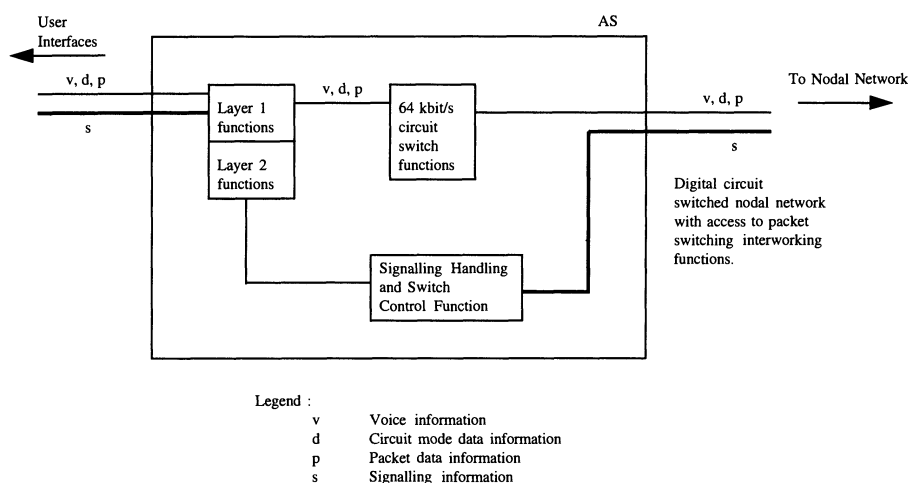 User
Interfaces
AS
v, d, p
s
Layer 1
functions
Layer 2
functions
v, d, p
64 kbit/s
circuit
switch
functions
v, d, p
s
To Nodal Network
Digital circuit
switched nodal network
with access to packet
switching interworking
functions.
Signalling Handling
and Switch
Control Function
Legend :
v Voice information
d Circuit mode data information
p Packet data information
s Signalling information